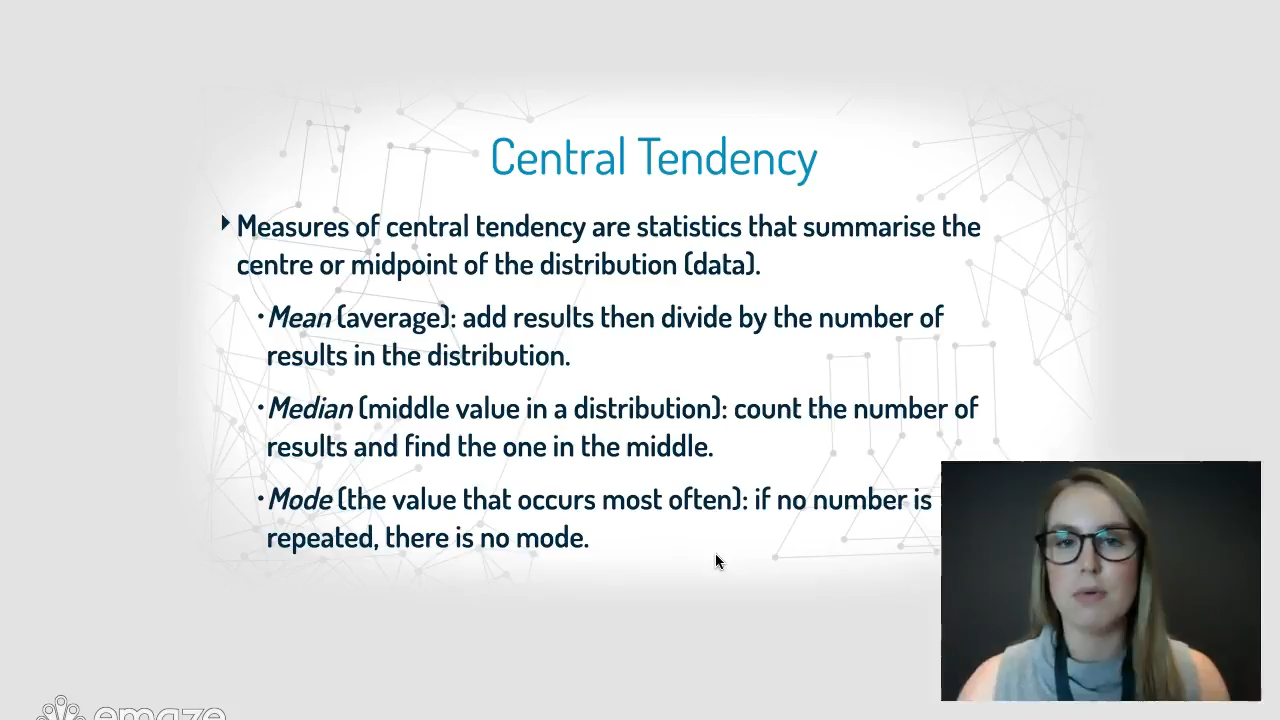 Central Tendency
Measures of central tendency are statistics that summarise the
centre or midpoint of the distribution (data).
•Mean (average): add results then divide by the number of
results in the distribution.
•Median (middle value in a distribution): count the number of
results and find the one in the middle.
•Mode (the value that occurs most often): if no number is
repeated, there is no mode.
emaze